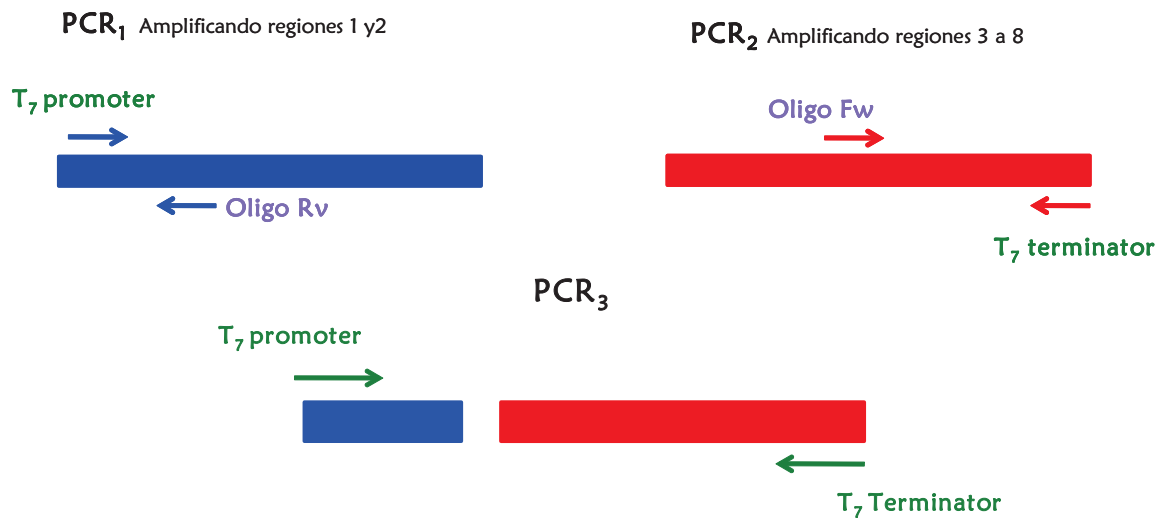 PCR₁ Amplificando regiones 1 y2
PCR₂ Amplificando regiones 3 a 8
T₇ promoter
Oligo Rv
Oligo Fw
T₇ terminator
PCR₃
T₇ promoter
T₇ Terminator